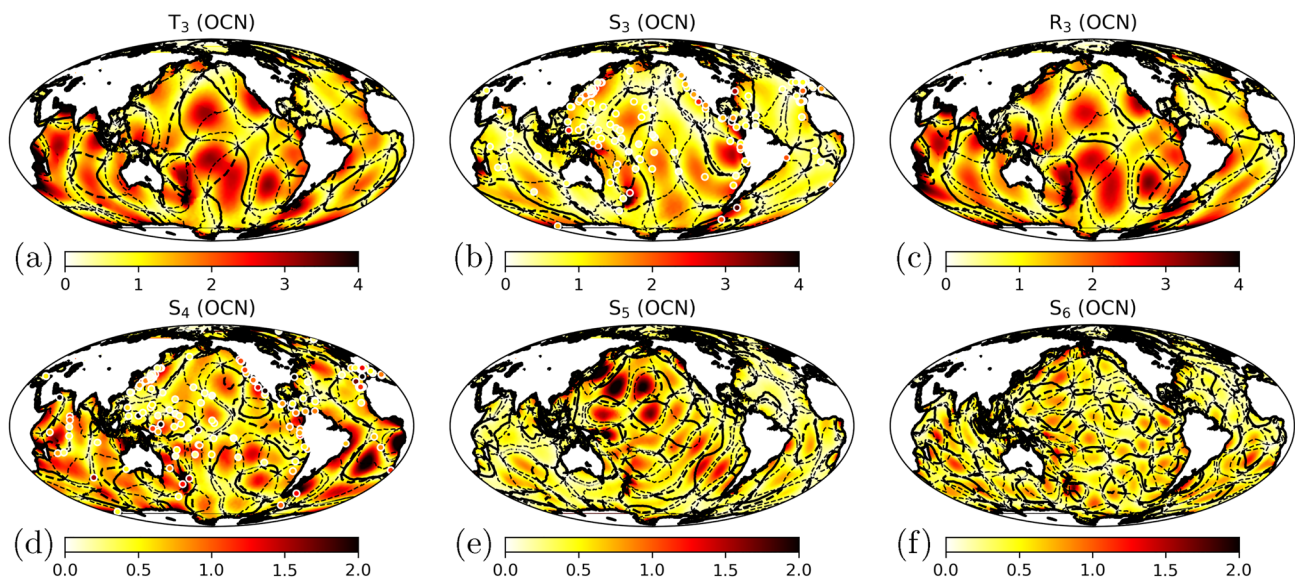 T₃ (OCN) S₃ (OCN) R₃ (OCN)
(a) (b) (c)
0 1 2 3 4 0 1 2 3 4 0 1 2 3 4
S₄ (OCN) S₅ (OCN) S₆ (OCN)
(d) (e) (f)
0.0 0.5 1.0 1.5 2.0 0.0 0.5 1.0 1.5 2.0 0.0 0.5 1.0 1.5 2.0